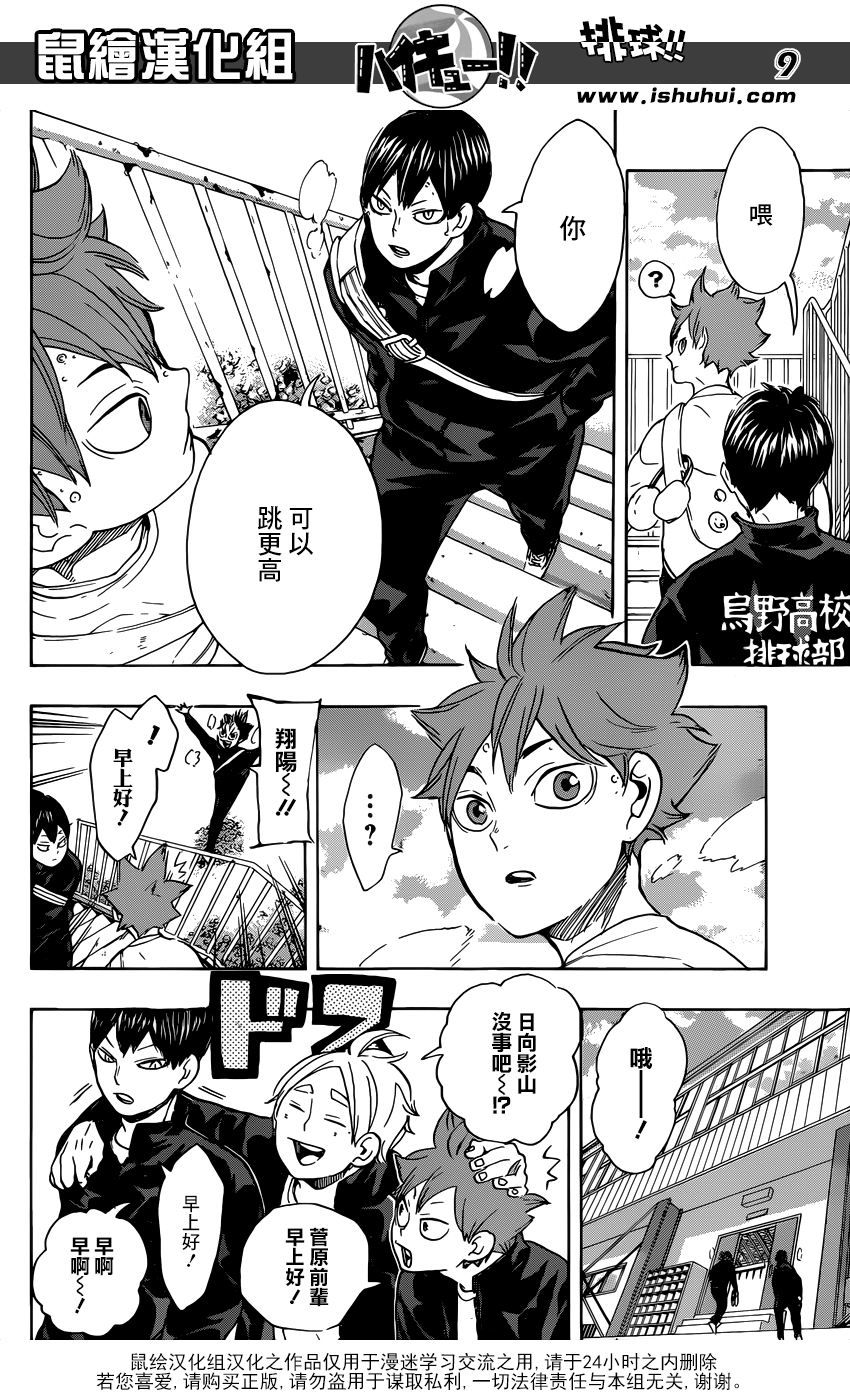 鼠繪漢化組
ハイキュー!!
排球!!
9
www.ishuhui.com
喂
?
烏野高校
排球部
你
可以
跳更高
…?
翔陽～!!
!
早上好!
哦——!
ドフ
日向影山
沒事吧～!?
菅原前輩
早上好!
早上好!
早啊
早啊～!
鼠绘汉化组汉化之作品仅用于漫迷学习交流之用, 请于24小时之内删除
若您喜爱, 请购买正版, 请勿盗用于谋取私利, 一切法律责任与本组无关, 谢谢.